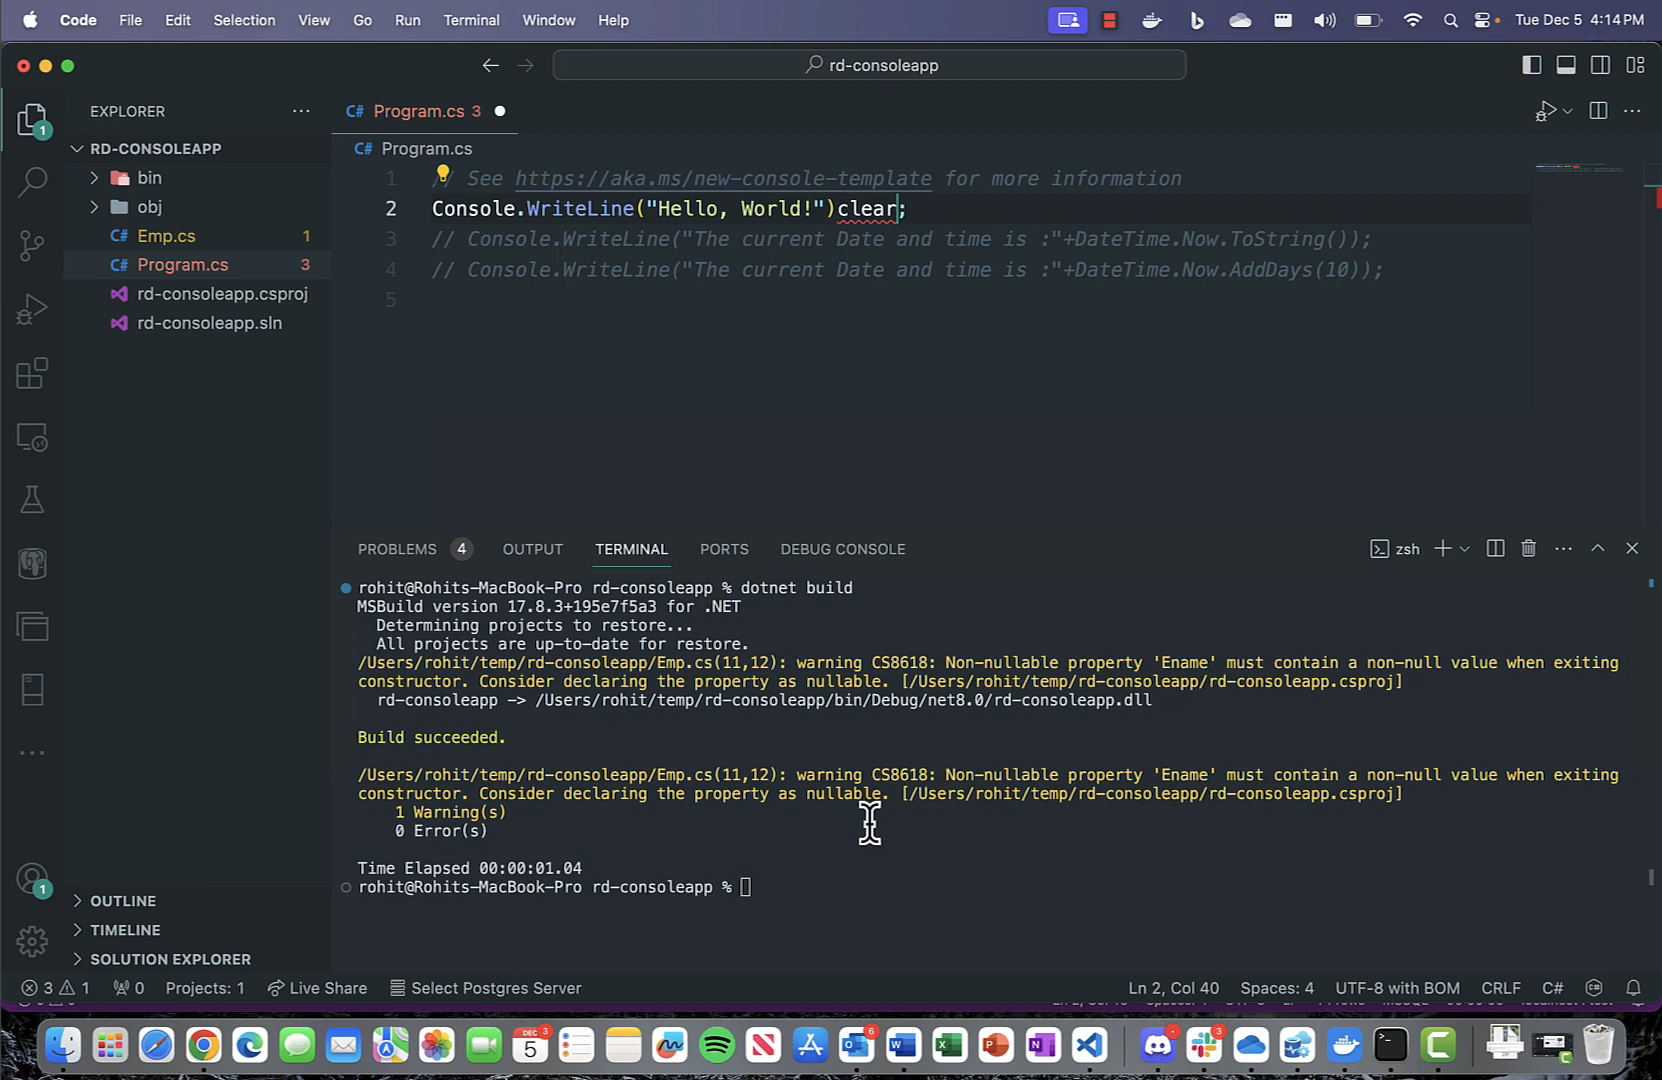 Code File Edit Selection View Go Run Terminal Window Help Tue Dec 5 4:14 PM
rd-consoleapp
EXPLORER
C# Program.cs 3
RD-CONSOLEAPP
C# Program.cs
bin
obj
C# Emp.cs 1
C# Program.cs 3
rd-consoleapp.csproj
rd-consoleapp.sln
1 // See https://aka.ms/new-console-template for more information
2 Console.WriteLine("Hello, World!")clear;
3 // Console.WriteLine("The current Date and time is :"+DateTime.Now.ToString());
4 // Console.WriteLine("The current Date and time is :"+DateTime.Now.AddDays(10));
5
1
PROBLEMS 4 OUTPUT TERMINAL PORTS DEBUG CONSOLE zsh
rohit@Rohits-MacBook-Pro rd-consoleapp % dotnet build
MSBuild version 17.8.3+195e7f5a3 for .NET
Determining projects to restore...
All projects are up-to-date for restore.
/Users/rohit/temp/rd-consoleapp/Emp.cs(11,12): warning CS8618: Non-nullable property 'Ename' must contain a non-null value when exiting
constructor. Consider declaring the property as nullable. [/Users/rohit/temp/rd-consoleapp/rd-consoleapp.csproj]
rd-consoleapp -> /Users/rohit/temp/rd-consoleapp/bin/Debug/net8.0/rd-consoleapp.dll
Build succeeded.
/Users/rohit/temp/rd-consoleapp/Emp.cs(11,12): warning CS8618: Non-nullable property 'Ename' must contain a non-null value when exiting
constructor. Consider declaring the property as nullable. [/Users/rohit/temp/rd-consoleapp/rd-consoleapp.csproj]
1 Warning(s)
0 Error(s)
Time Elapsed 00:00:01.04
rohit@Rohits-MacBook-Pro rd-consoleapp %
1
OUTLINE
TIMELINE
SOLUTION EXPLORER
3 1 0 Projects: 1 Live Share Select Postgres Server Ln 2, Col 40 Spaces: 4 UTF-8 with BOM CRLF C#
DEC 3
5
6
3